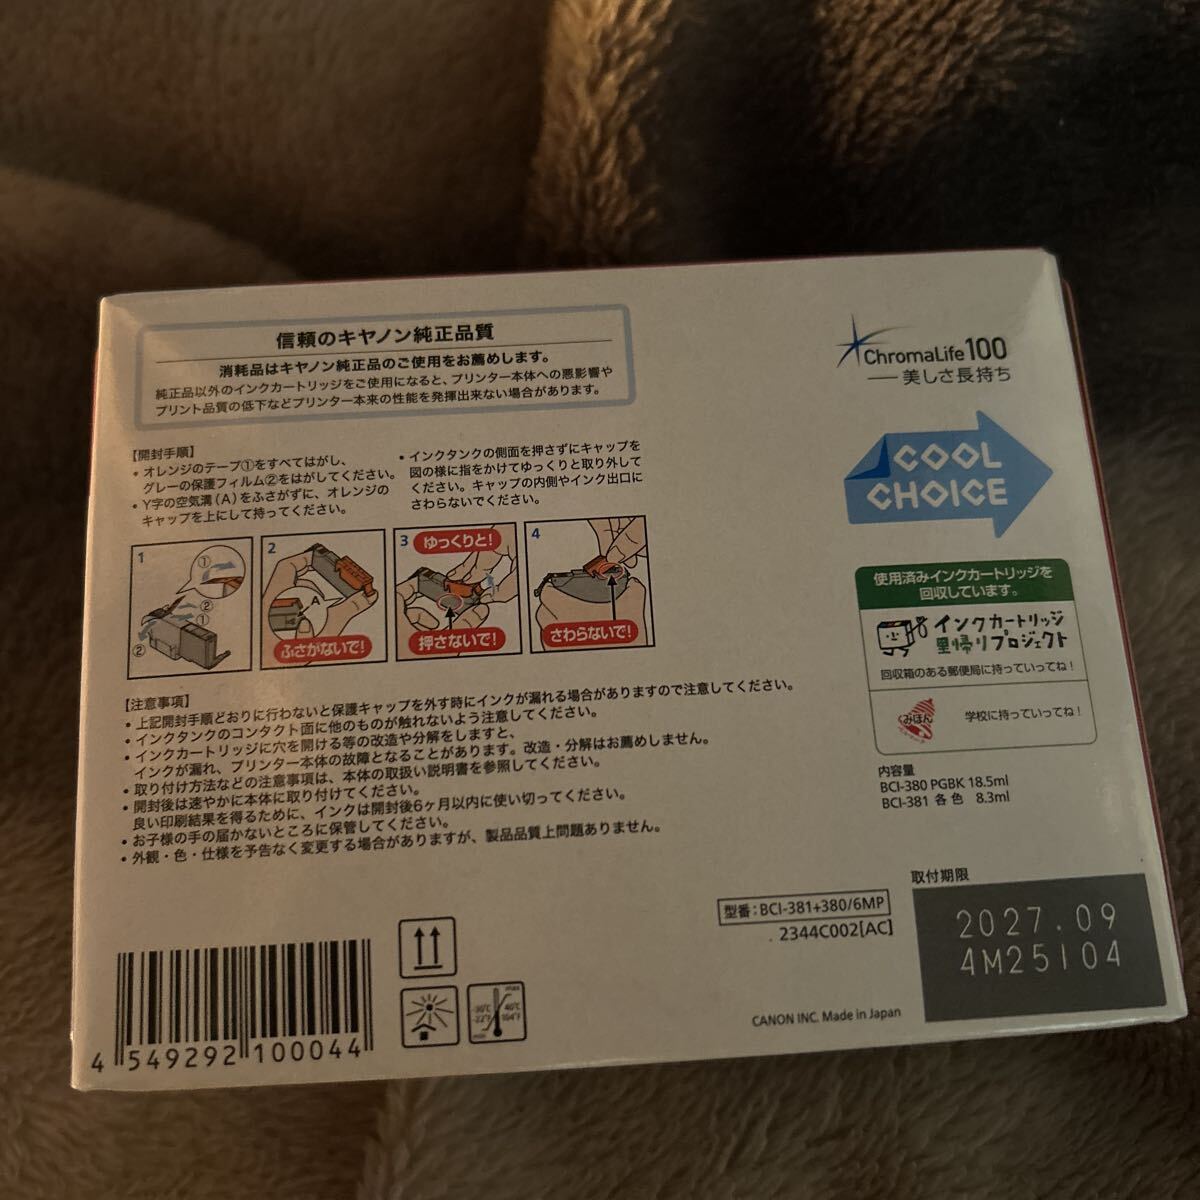 信頼のキヤノン純正品質
消耗品はキヤノン純正品のご使用をお薦めします。
純正品以外のインクカートリッジをご使用になると、プリンター本体への悪影響や
プリント品質の低下などプリンター本来の性能を発揮出来ない場合があります。
【開封手順】
・オレンジのテープ①をすべてはがし、
グレーの保護フィルム②をはがしてください。
・Y字の空気溝(A)をふさがずに、オレンジの
キャップを上にして持ってください。
・インクタンクの側面を押さずにキャップを
図の様に指をかけてゆっくりと取り外して
ください。キャップの内側やインク出口に
さわらないでください。
1
①
②
①
②
2
A
ふさがないで!
3
ゆっくりと!
押さないで!
4
さわらないで!
【注意事項】
・上記開封手順どおりに行わないと保護キャップを外す時にインクが漏れる場合がありますので注意してください。
・インクタンクのコンタクト面に他のものが触れないよう注意してください。
・インクカートリッジに穴を開ける等の改造や分解をしますと、
インクが漏れ、プリンター本体の故障となることがあります。改造・分解はお薦めしません。
・取り付け方法などの注意事項は、本体の取扱い説明書を参照してください。
・開封後は速やかに本体に取り付けてください。
良い印刷結果を得るために、インクは開封後6ヶ月以内に使い切ってください。
・お子様の手の届かないところに保管してください。
・外観・色・仕様を予告なく変更する場合がありますが、製品品質上問題ありません。
ChromaLife100
美しさ長持ち
COOL
CHOICE
使用済みインクカートリッジを
回収しています。
インクカートリッジ
里帰りプロジェクト
回収箱のある郵便局に持っていってね!
学校に持っていってね!
内容量
BCI-380 PGBK 18.5ml
BCI-381 各色 8.3ml
取付期限
2027.09
4M25I04
型番:BCI-381+380/6MP
2344C002[AC]
CANON INC. Made in Japan
4 549292 100044
max
40℃
104°F
-30℃
-22°F
min